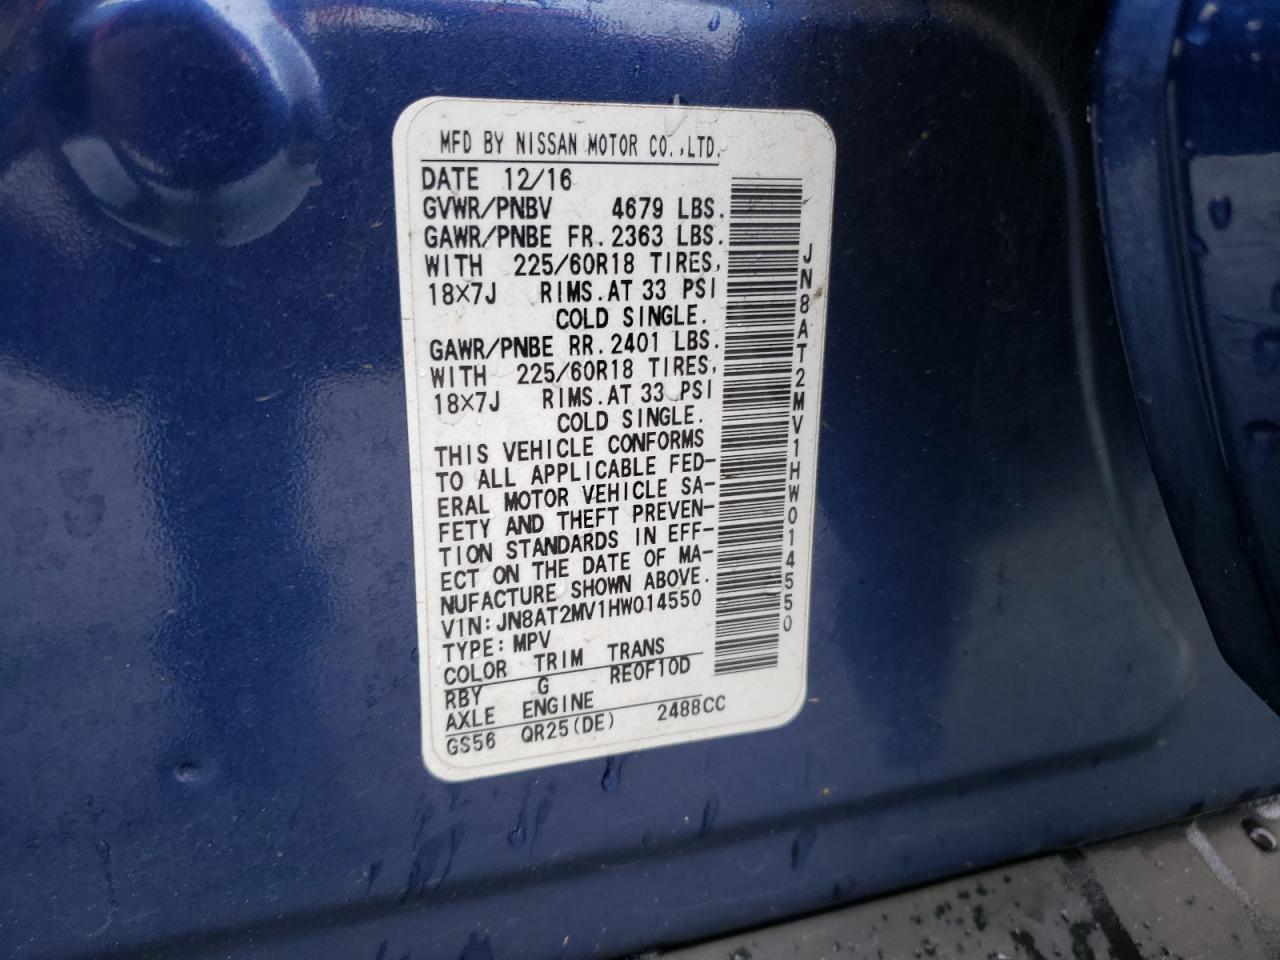 MFD BY NISSAN MOTOR CO.,LTD.
DATE 12/16
GVWR/PNBV 4679 LBS.
GAWR/PNBE FR. 2363 LBS.
WITH 225/60R18 TIRES,
18×7J RIMS.AT 33 PSI
COLD SINGLE.
GAWR/PNBE RR. 2401 LBS.
WITH 225/60R18 TIRES,
18×7J RIMS.AT 33 PSI
COLD SINGLE.
THIS VEHICLE CONFORMS
TO ALL APPLICABLE FED-
ERAL MOTOR VEHICLE SA-
FETY AND THEFT PREVEN-
TION STANDARDS IN EFF-
ECT ON THE DATE OF MA-
NUFACTURE SHOWN ABOVE.
VIN: JN8AT2MV1HW014550
TYPE: MPV
COLOR TRIM TRANS
RBY G RE0F10D
AXLE ENGINE
GS56 QR25(DE) 2488CC
JN8AT2MV1HW014550